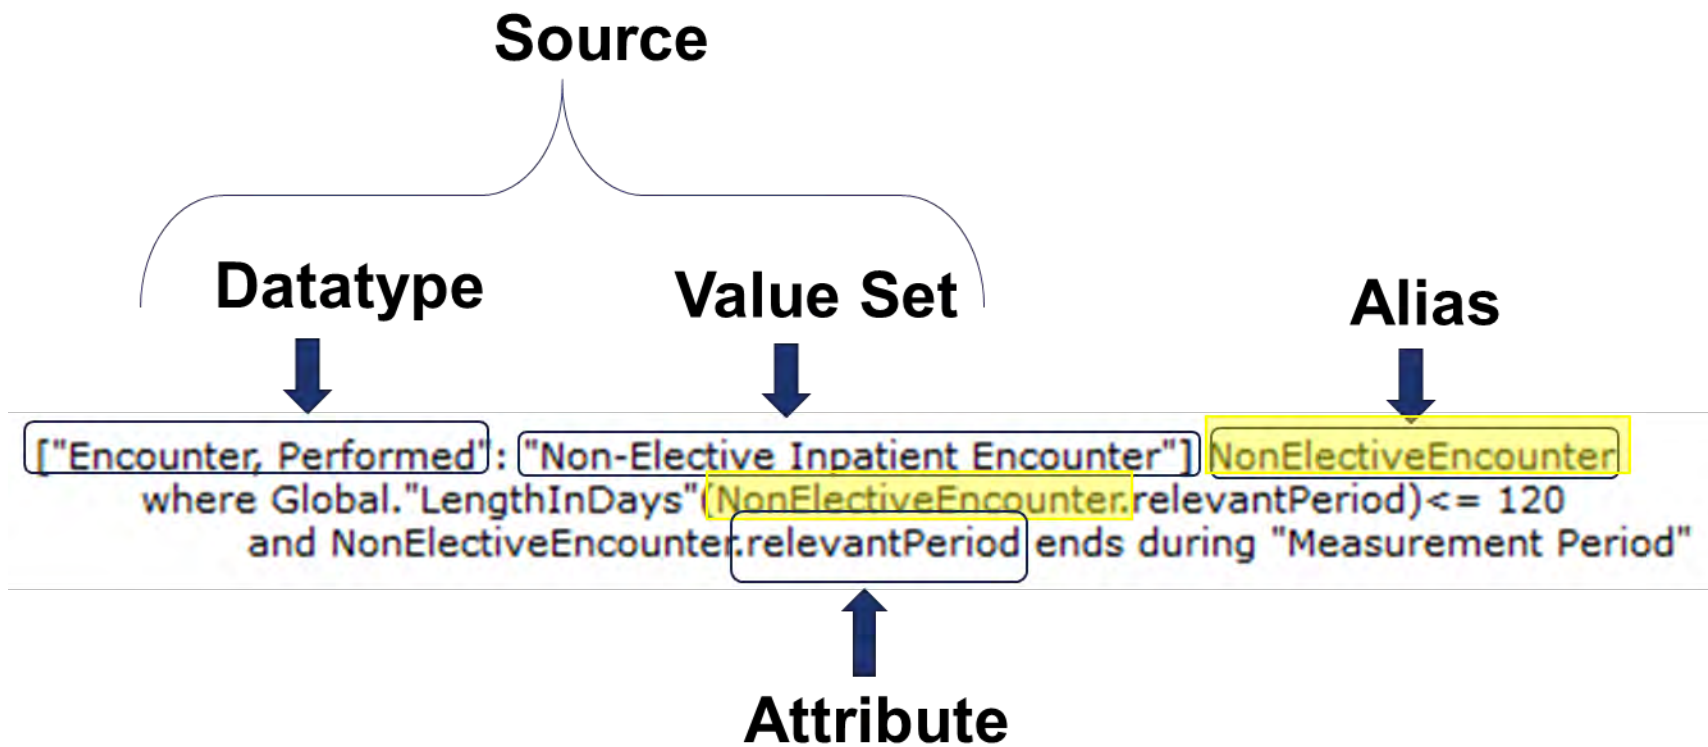 Source
Datatype
Value Set
Alias
["Encounter, Performed": "Non-Elective Inpatient Encounter"] NonElectiveEncounter
where Global."LengthInDays"(NonElectiveEncounter.relevantPeriod)<= 120
and NonElectiveEncounter.relevantPeriod ends during "Measurement Period"
Attribute